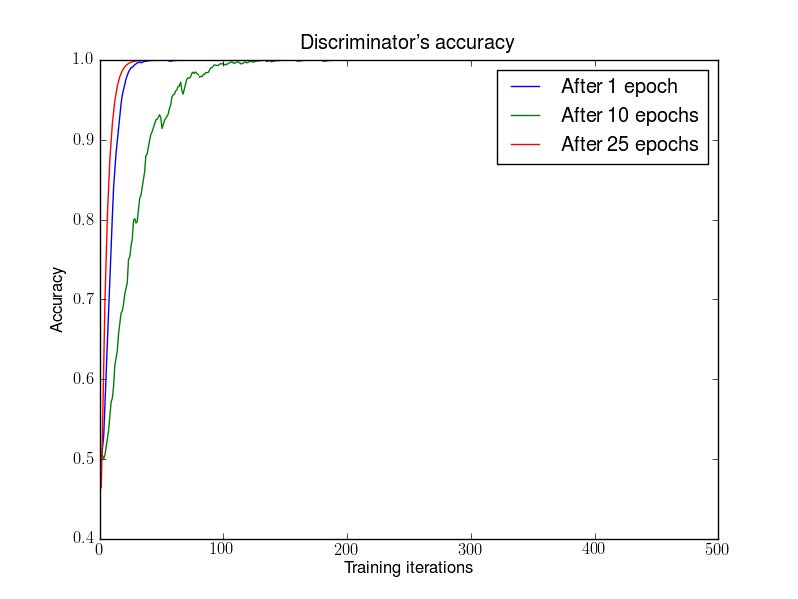 Discriminator's accuracy
1.0
0.9
0.8
0.7
0.6
0.5
0.4
Accuracy
After 1 epoch
After 10 epochs
After 25 epochs
0 100 200 300 400 500
Training iterations